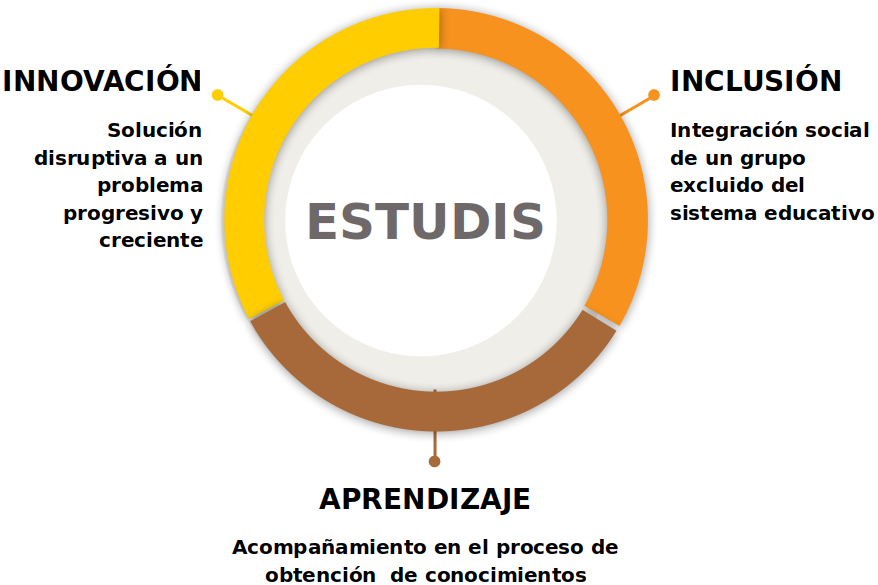 INNOVACIÓN
Solución
disruptiva a un
problema
progresivo y
creciente
ESTUDIS
INCLUSIÓN
Integración social
de un grupo
excluido del
sistema educativo
APRENDIZAJE
Acompañamiento en el proceso de
obtención  de conocimientos